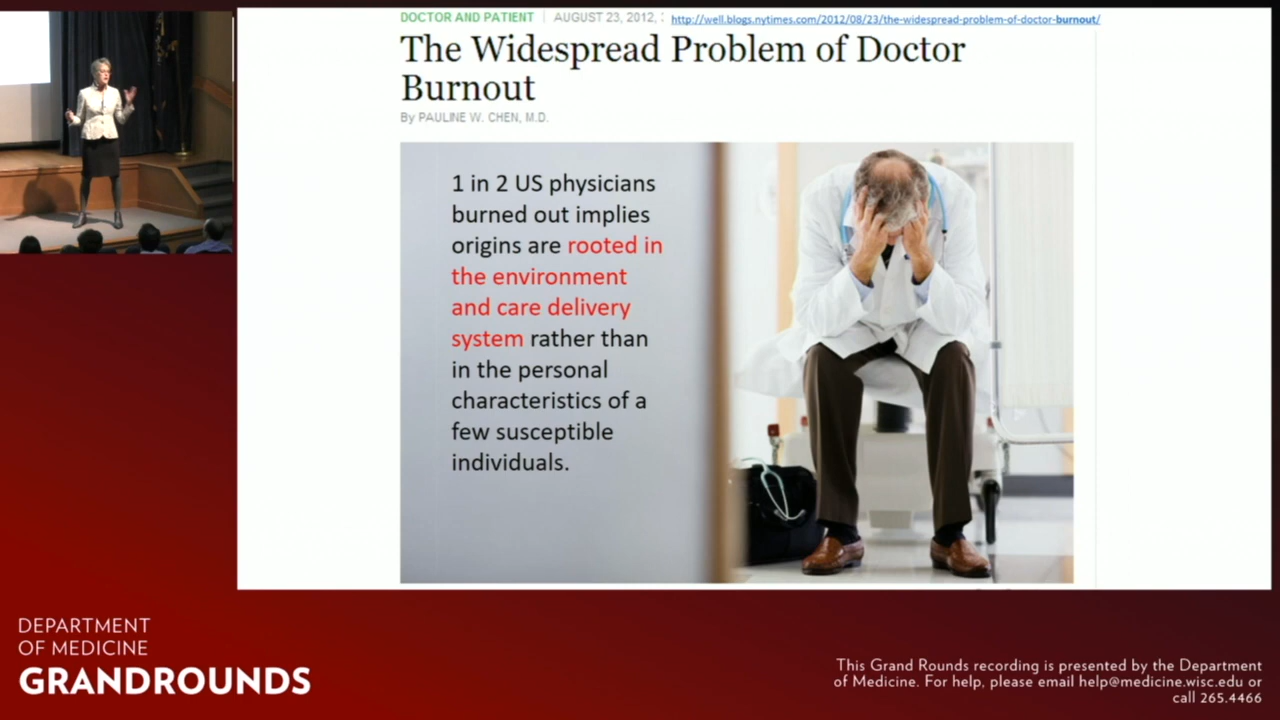 DOCTOR AND PATIENT | AUGUST 23, 2012, http://well.blogs.nytimes.com/2012/08/23/the-widespread-problem-of-doctor-burnout/
The Widespread Problem of Doctor
Burnout
By PAULINE W. CHEN, M.D.
1 in 2 US physicians
burned out implies
origins are rooted in
the environment
and care delivery
system rather than
in the personal
characteristics of a
few susceptible
individuals.
DEPARTMENT
OF MEDICINE
GRANDROUNDS
This Grand Rounds recording is presented by the Department
of Medicine. For help, please email help@medicine.wisc.edu or
call 265.4466